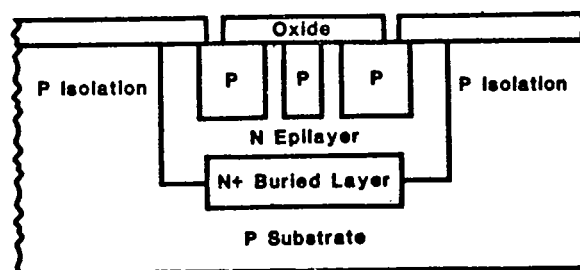 Oxide
P Isolation
P
P
P
P Isolation
N Epilayer
N+ Buried Layer
P Substrate